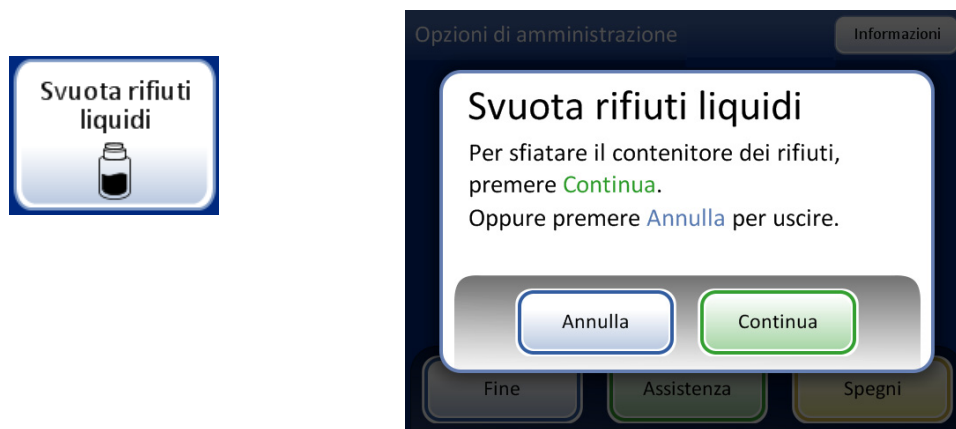 Svuota rifiuti
liquidi
Opzioni di amministrazione
Informazioni
Svuota rifiuti liquidi
Per sfiatare il contenitore dei rifiuti,
premere Continua.
Oppure premere Annulla per uscire.
Annulla
Continua
Fine
Assistenza
Spegni